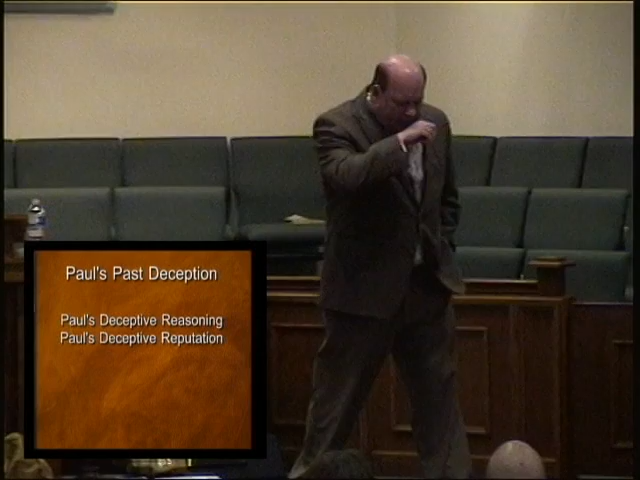 Paul's Past Deception
Paul's Deceptive Reasoning
Paul's Deceptive Reputation